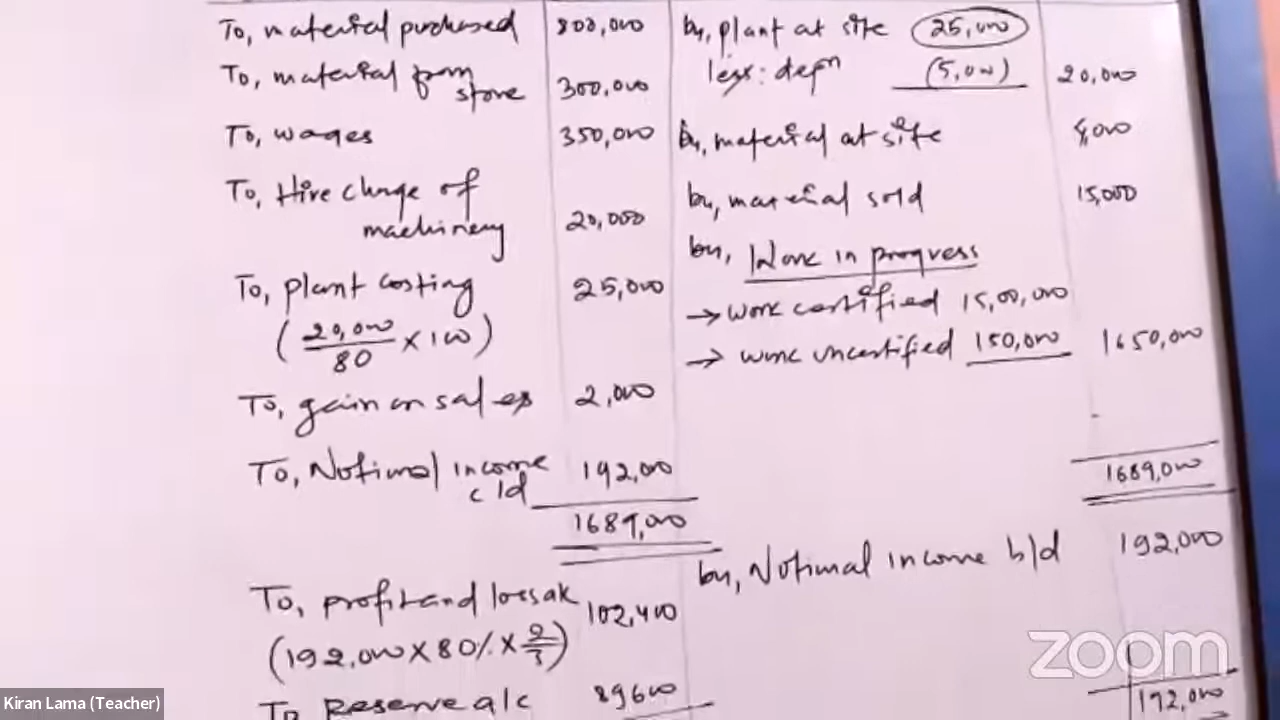 To, material purchased 800,000 by, plant at site 25,000
To, material from store 300,000 less: depn (5,000) 20,000
To, wages 350,000 by, material at site 4,000
To, Hire charge of machinery 20,000 by, material sold 15,000
by, Work in progress
To, plant costing 25,000 → work certified 15,00,000
(20,000/80 × 100) → work uncertified 150,000 1650,000
To, gain on sales 2,000
To, Notional income c/d 192,000
1689,000 1689,000
by, Notional income b/d 192,000
To, profit and loss a/c 102,400
(192,000 × 80% × 2/3)
To Reserve a/c 89600
192,000
zoom
Kiran Lama (Teacher)